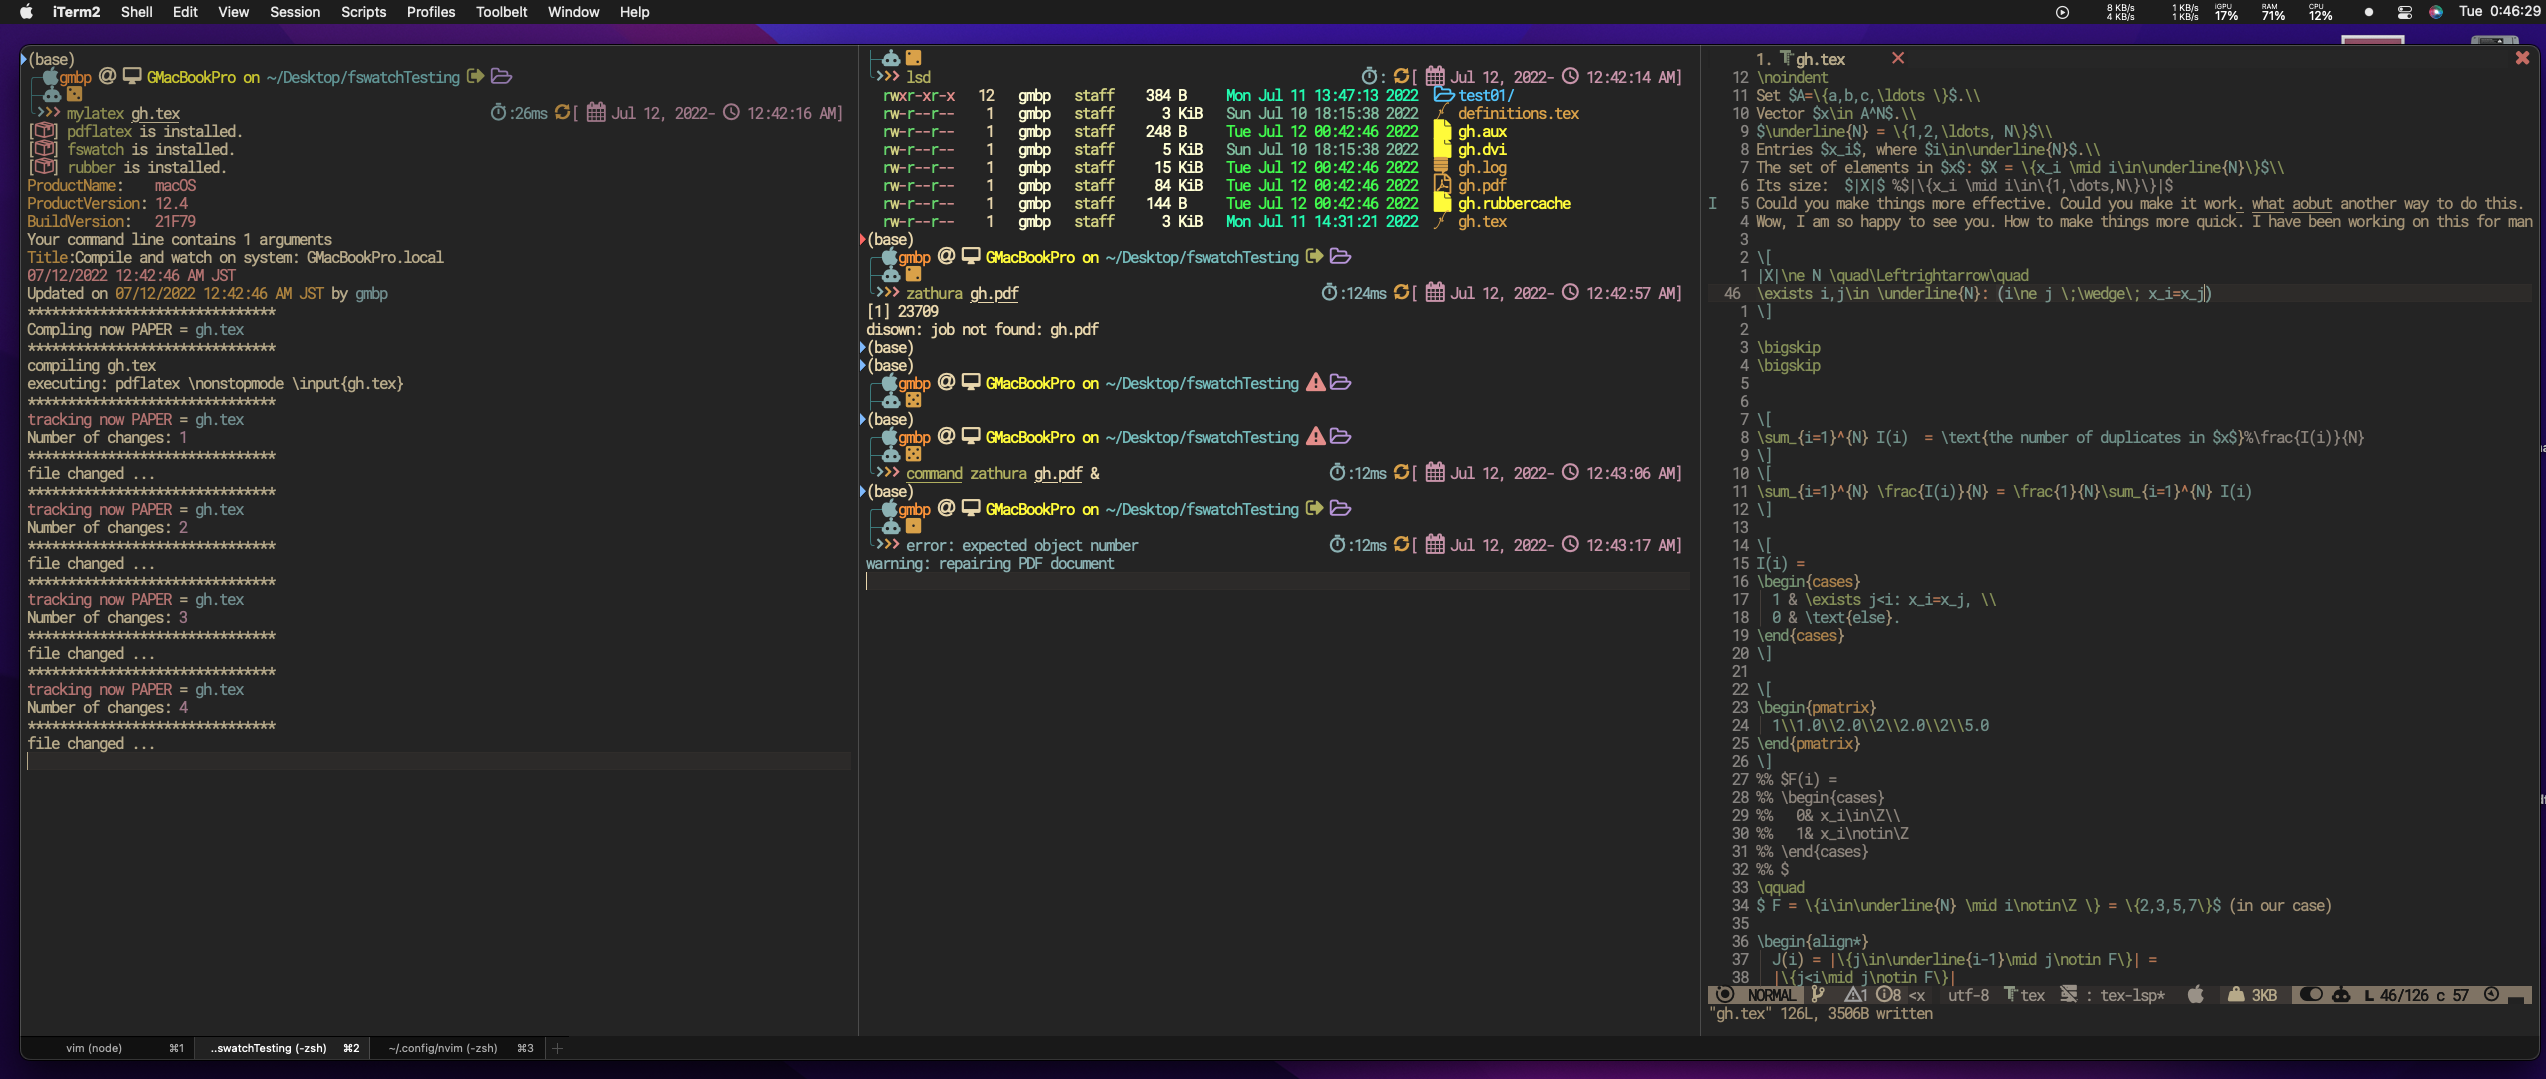 iTerm2 Shell Edit View Session Scripts Profiles Toolbelt Window Help
8 KB/s 4 KB/s 1 KB/s 1 KB/s IGPU 17% RAM 71% CPU 12% Tue 0:46:29
(base)
gmbp @ GMacBookPro on ~/Desktop/fswatchTesting
>>> mylatex gh.tex :26ms [ Jul 12, 2022- 12:42:16 AM]
[] pdflatex is installed.
[] fswatch is installed.
[] rubber is installed.
ProductName: macOS
ProductVersion: 12.4
BuildVersion: 21F79
Your command line contains 1 arguments
Title:Compile and watch on system: GMacBookPro.local
07/12/2022 12:42:46 AM JST
Updated on 07/12/2022 12:42:46 AM JST by gmbp
*******************************
Compling now PAPER = gh.tex
*******************************
compiling gh.tex
executing: pdflatex \nonstopmode \input{gh.tex}
*******************************
tracking now PAPER = gh.tex
Number of changes: 1
*******************************
file changed ...
*******************************
tracking now PAPER = gh.tex
Number of changes: 2
*******************************
file changed ...
*******************************
tracking now PAPER = gh.tex
Number of changes: 3
*******************************
file changed ...
*******************************
tracking now PAPER = gh.tex
Number of changes: 4
*******************************
file changed ...
>>> lsd : [ Jul 12, 2022- 12:42:14 AM]
rwxr-xr-x 12 gmbp staff 384 B Mon Jul 11 13:47:13 2022 test01/
rw-r--r-- 1 gmbp staff 3 KiB Sun Jul 10 18:15:38 2022 definitions.tex
rw-r--r-- 1 gmbp staff 248 B Tue Jul 12 00:42:46 2022 gh.aux
rw-r--r-- 1 gmbp staff 5 KiB Sun Jul 10 18:15:38 2022 gh.dvi
rw-r--r-- 1 gmbp staff 15 KiB Tue Jul 12 00:42:46 2022 gh.log
rw-r--r-- 1 gmbp staff 84 KiB Tue Jul 12 00:42:46 2022 gh.pdf
rw-r--r-- 1 gmbp staff 144 B Tue Jul 12 00:42:46 2022 gh.rubbercache
rw-r--r-- 1 gmbp staff 3 KiB Mon Jul 11 14:31:21 2022 gh.tex
(base)
gmbp @ GMacBookPro on ~/Desktop/fswatchTesting
>>> zathura gh.pdf :124ms [ Jul 12, 2022- 12:42:57 AM]
[1] 23709
disown: job not found: gh.pdf
(base)
(base)
gmbp @ GMacBookPro on ~/Desktop/fswatchTesting
(base)
gmbp @ GMacBookPro on ~/Desktop/fswatchTesting
>>> command zathura gh.pdf & :12ms [ Jul 12, 2022- 12:43:06 AM]
(base)
gmbp @ GMacBookPro on ~/Desktop/fswatchTesting
>>> error: expected object number :12ms [ Jul 12, 2022- 12:43:17 AM]
warning: repairing PDF document
1. gh.tex
12 \noindent
11 Set $A=\{a,b,c,\ldots \}$.\\
10 Vector $x\in A^N$.\\
9 $\underline{N} = \{1,2,\ldots, N\}$\\
8 Entries $x_i$, where $i\in\underline{N}$.\\
7 The set of elements in $x$: $X = \{x_i \mid i\in\underline{N}\}$\\
6 Its size:  $|X|$ %$|\{x_i \mid i\in\{1,\dots,N\}\}|$
I 5 Could you make things more effective. Could you make it work. what aobut another way to do this.
4 Wow, I am so happy to see you. How to make things more quick. I have been working on this for man
3
2 \[
1 |X|\ne N \quad\Leftrightarrow\quad
46 \exists i,j\in \underline{N}: (i\ne j \;\wedge\; x_i=x_j)
1 \]
2
3 \bigskip
4 \bigskip
5
6
7 \[
8 \sum_{i=1}^{N} I(i)  = \text{the number of duplicates in $x$}%\frac{I(i)}{N}
9 \]
10 \[
11 \sum_{i=1}^{N} \frac{I(i)}{N} = \frac{1}{N}\sum_{i=1}^{N} I(i)
12 \]
13
14 \[
15 I(i) =
16 \begin{cases}
17 1 & \exists j<i: x_i=x_j, \\
18 0 & \text{else}.
19 \end{cases}
20 \]
21
22 \[
23 \begin{pmatrix}
24 1\\1.0\\2.0\\2\\2.0\\2\\5.0
25 \end{pmatrix}
26 \]
27 %% $F(i) =
28 %% \begin{cases}
29 %%   0& x_i\in\Z\\
30 %%   1& x_i\notin\Z
31 %% \end{cases}
32 %% $
33 \qquad
34 $ F = \{i\in\underline{N} \mid i\notin\Z \} = \{2,3,5,7\}$ (in our case)
35
36 \begin{align*}
37 J(i) = |\{j\in\underline{i-1}\mid j\notin F\}| =
38 |\{j<i\mid j\notin F\}|
NORMAL 1 8 <x utf-8 tex : tex-lsp* 3KB L 46/126 c 57
"gh.tex" 126L, 3506B written
vim (node) ⌘1 ..swatchTesting (-zsh) ⌘2 ~/.config/nvim (-zsh) ⌘3 +